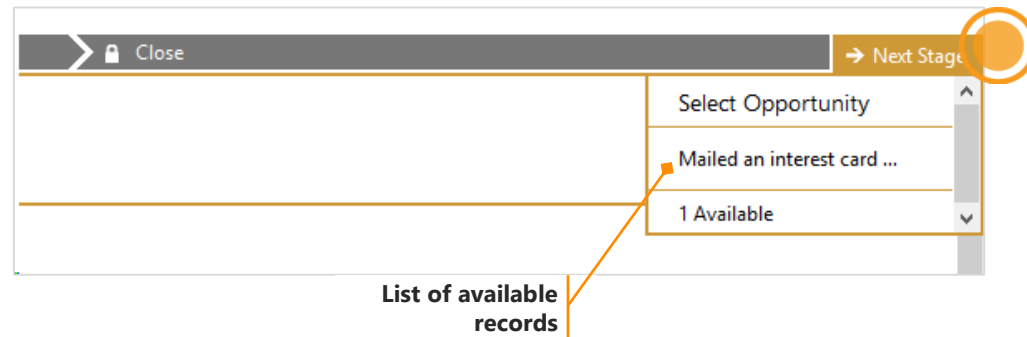 Close
→ Next Stage
Select Opportunity
Mailed an interest card ...
1 Available
List of available
records